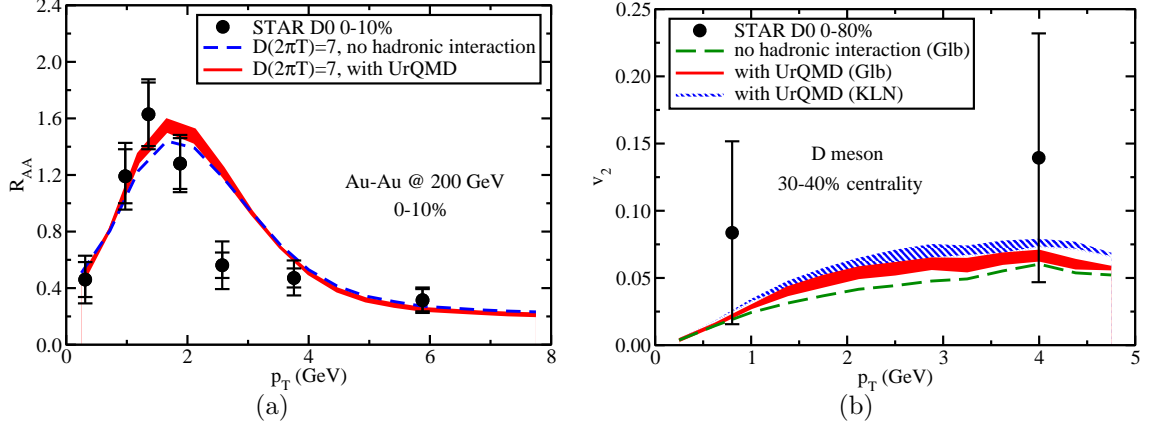 STAR D0 0-10%
D(2πT)=7, no hadronic interaction
D(2πT)=7, with UrQMD
Au-Au @ 200 GeV
0-10%
R_AA
2.4
2.0
1.6
1.2
0.8
0.4
0.0
0 2 4 6 8
p_T (GeV)
(a)
STAR D0 0-80%
no hadronic interaction (Glb)
with UrQMD (Glb)
with UrQMD (KLN)
D meson
30-40% centrality
v_2
0.25
0.20
0.15
0.10
0.05
0.00
0 1 2 3 4 5
p_T (GeV)
(b)